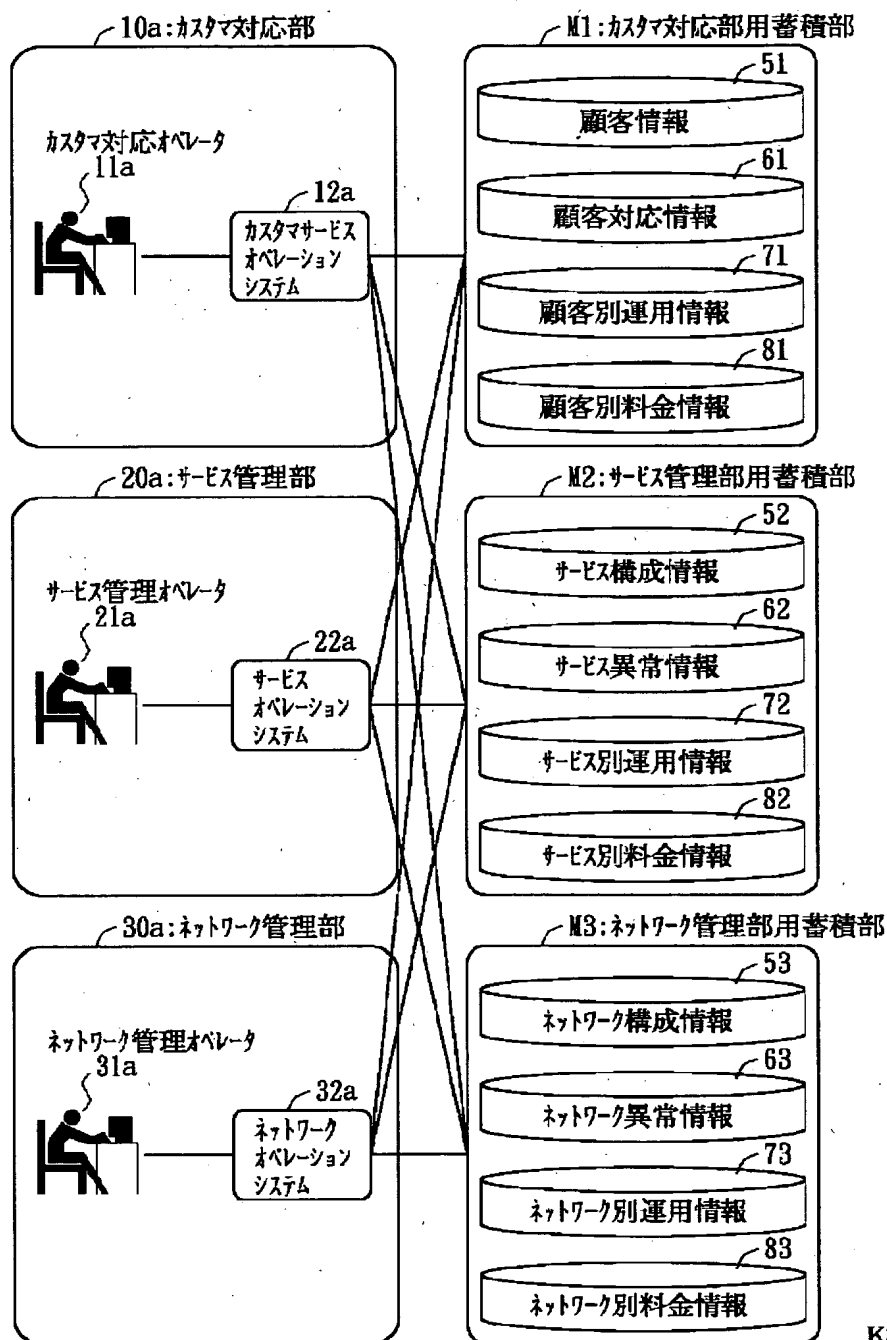 10a:ｶｽﾀﾏ対応部
M1:ｶｽﾀﾏ対応部用蓄積部
51
顧客情報
ｶｽﾀﾏ対応ｵﾍﾟﾚｰﾀ
11a
61
顧客対応情報
12a
ｶｽﾀﾏｻｰﾋﾞｽ
ｵﾍﾟﾚｰｼｮﾝ
ｼｽﾃﾑ
71
顧客別運用情報
81
顧客別料金情報
20a:ｻｰﾋﾞｽ管理部
M2:ｻｰﾋﾞｽ管理部用蓄積部
52
ｻｰﾋﾞｽ構成情報
ｻｰﾋﾞｽ管理ｵﾍﾟﾚｰﾀ
21a
62
ｻｰﾋﾞｽ異常情報
22a
ｻｰﾋﾞｽ
ｵﾍﾟﾚｰｼｮﾝ
ｼｽﾃﾑ
72
ｻｰﾋﾞｽ別運用情報
82
ｻｰﾋﾞｽ別料金情報
30a:ﾈｯﾄﾜｰｸ管理部
M3:ﾈｯﾄﾜｰｸ管理部用蓄積部
53
ﾈｯﾄﾜｰｸ構成情報
ﾈｯﾄﾜｰｸ管理ｵﾍﾟﾚｰﾀ
31a
63
ﾈｯﾄﾜｰｸ異常情報
32a
ﾈｯﾄﾜｰｸ
ｵﾍﾟﾚｰｼｮﾝ
ｼｽﾃﾑ
73
ﾈｯﾄﾜｰｸ別運用情報
83
ﾈｯﾄﾜｰｸ別料金情報